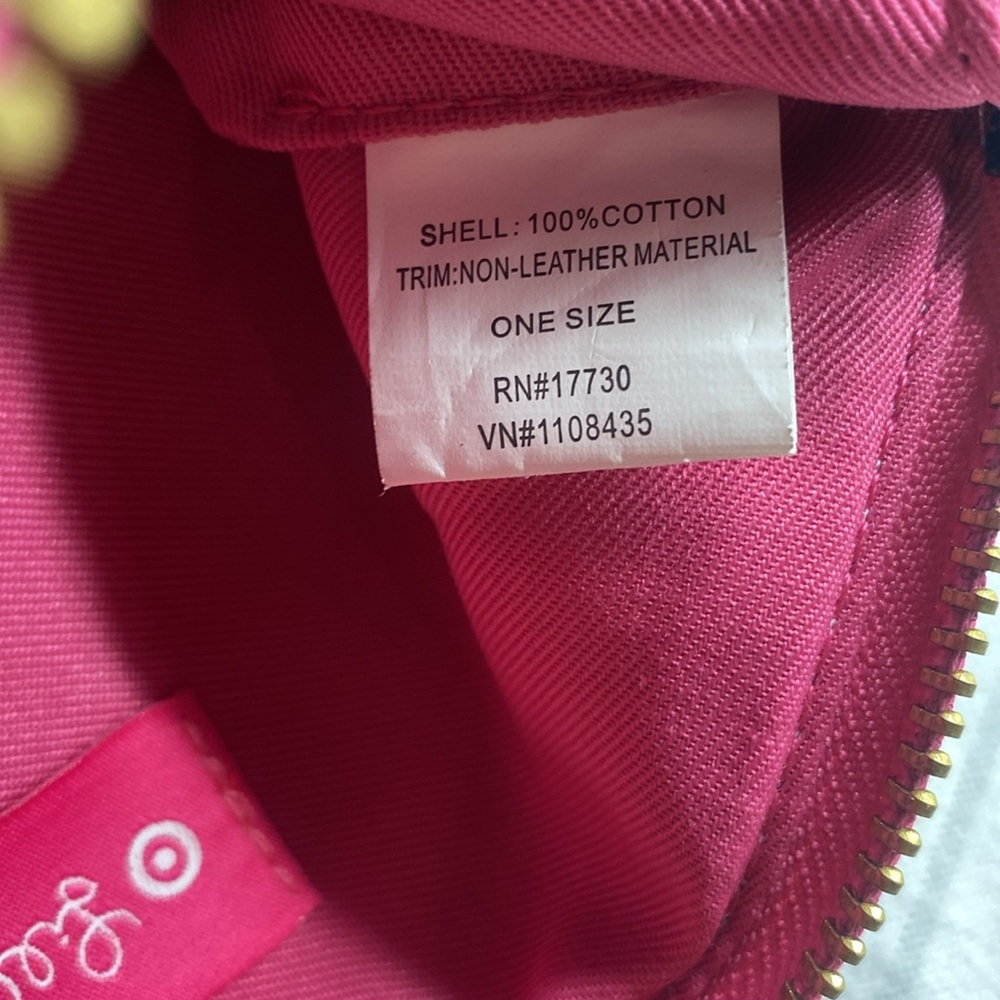 SHELL: 100%COTTON
TRIM:NON-LEATHER MATERIAL
ONE SIZE
RN#17730
VN#1108435